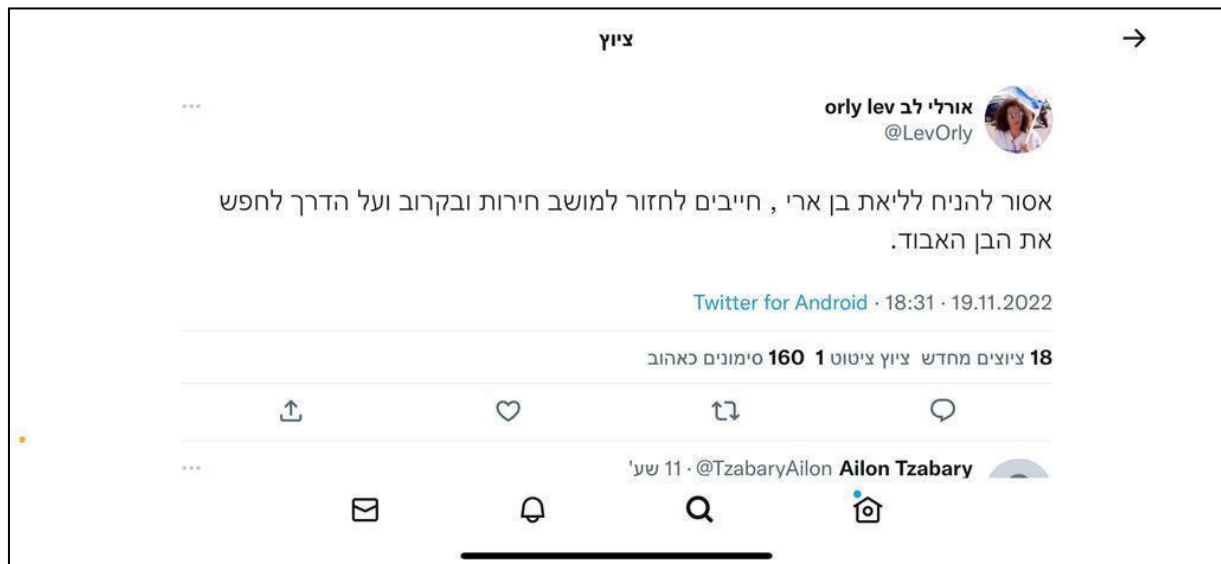 ציוץ
אורלי לב orly lev
@LevOrly
אסור להניח לליאת בן ארי , חייבים לחזור למושב חירות ובקרוב ועל הדרך לחפש
את הבן האבוד.
Twitter for Android · 18:31 · 19.11.2022
18 ציוצים מחדש 1 ציוץ ציטוט 160 סימונים כאהוב
Ailon Tzabary @TzabaryAilon · 11 שע'